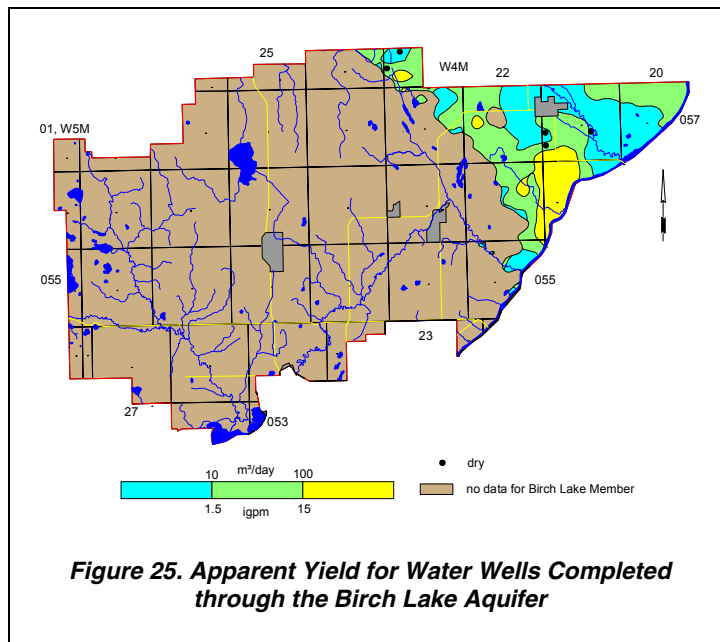 25
W4M
22
20
01, W5M
057
055
055
23
27
053
10 m³/day 100
1.5 igpm 15
dry
no data for Birch Lake Member
Figure 25. Apparent Yield for Water Wells Completed
through the Birch Lake Aquifer